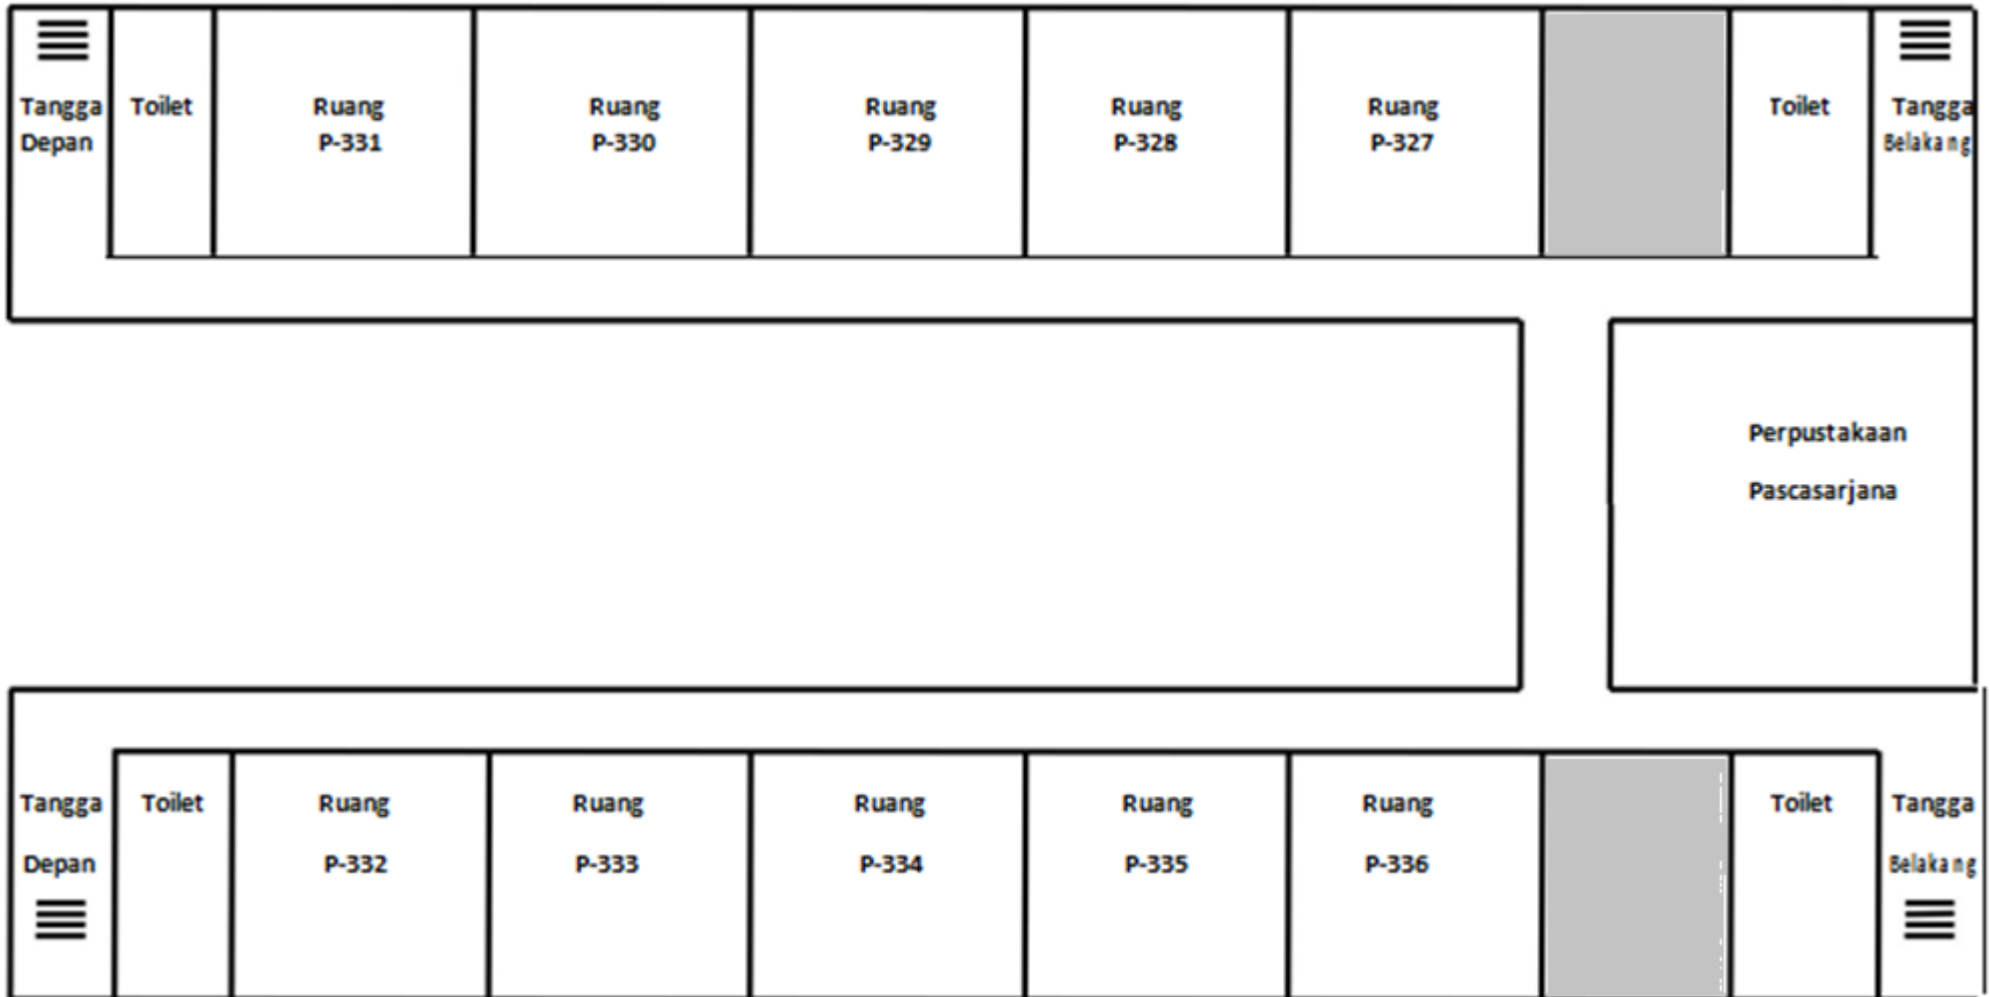 Tangga
Depan
Toilet
Ruang
P-331
Ruang
P-330
Ruang
P-329
Ruang
P-328
Ruang
P-327
Toilet
Tangga
Belakang
Perpustakaan
Pascasarjana
Tangga
Depan
Toilet
Ruang
P-332
Ruang
P-333
Ruang
P-334
Ruang
P-335
Ruang
P-336
Toilet
Tangga
Belakang